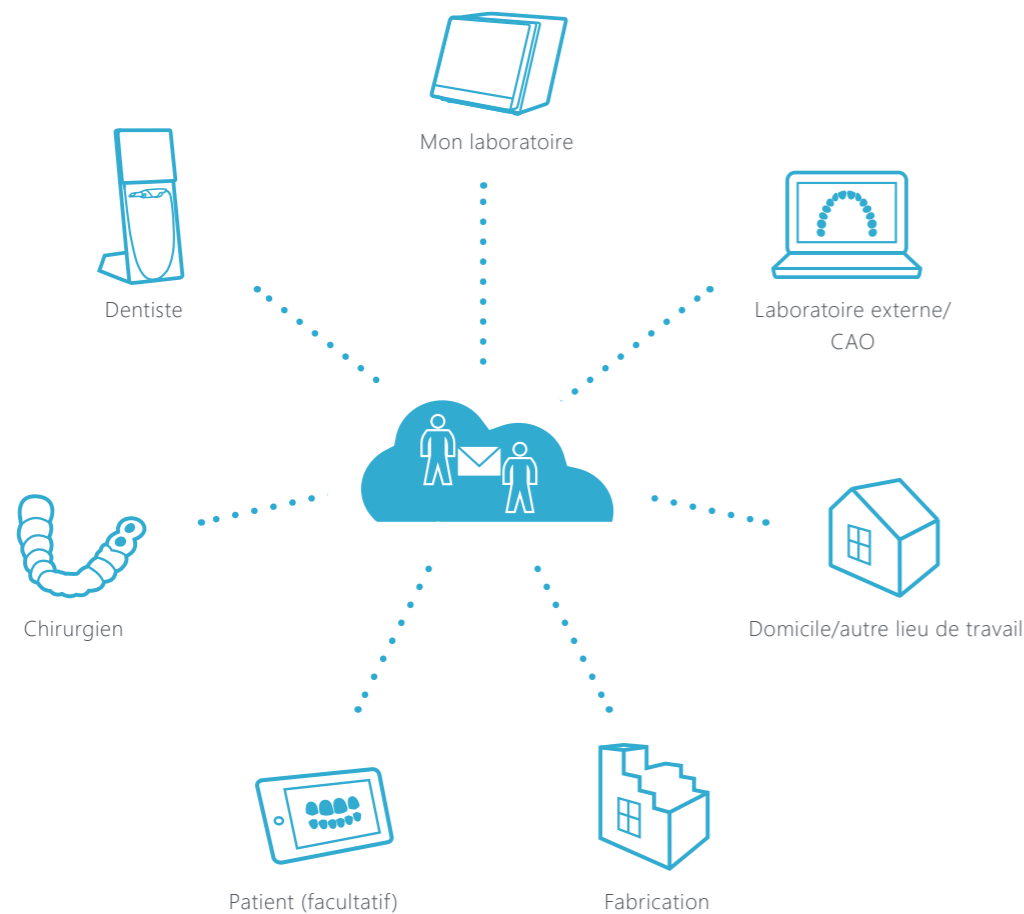 Mon laboratoire
Dentiste
Laboratoire externe/
CAO
Chirurgien
Domicile/autre lieu de travail
Patient (facultatif)
Fabrication